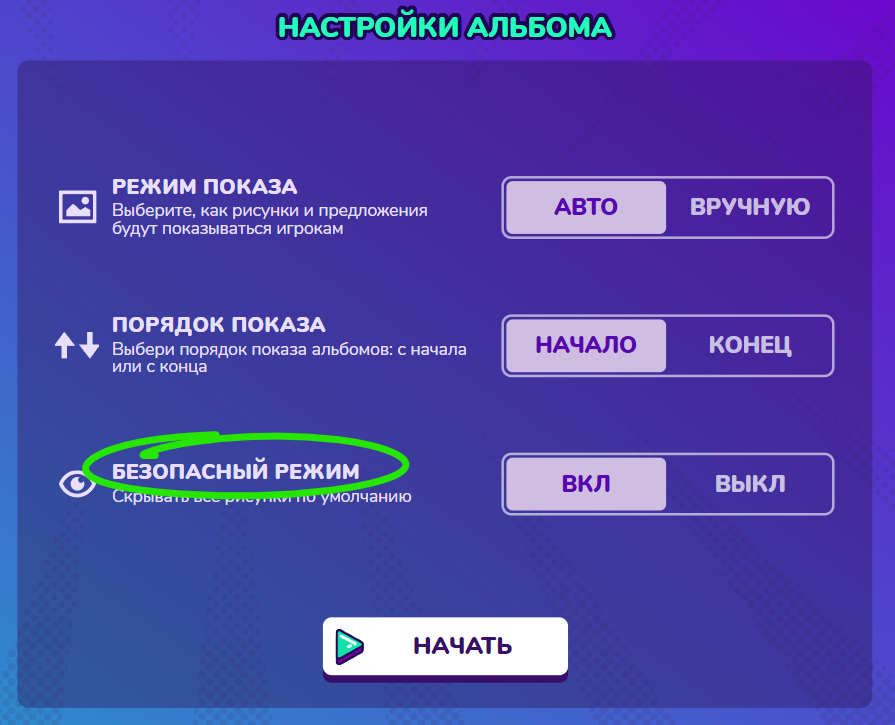 НАСТРОЙКИ АЛЬБОМА
РЕЖИМ ПОКАЗА
Выберите, как рисунки и предложения
будут показываться игрокам
АВТО
ВРУЧНУЮ
ПОРЯДОК ПОКАЗА
Выбери порядок показа альбомов: с начала
или с конца
НАЧАЛО
КОНЕЦ
БЕЗОПАСНЫЙ РЕЖИМ
Скрывать все рисунки по умолчанию
ВКЛ
ВЫКЛ
НАЧАТЬ